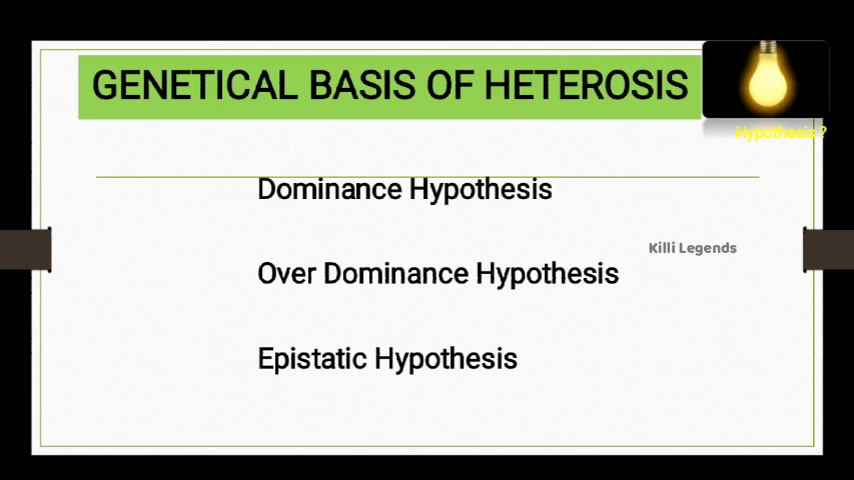 GENETICAL BASIS OF HETEROSIS
Hypothesis ?
Dominance Hypothesis
Killi Legends
Over Dominance Hypothesis
Epistatic Hypothesis